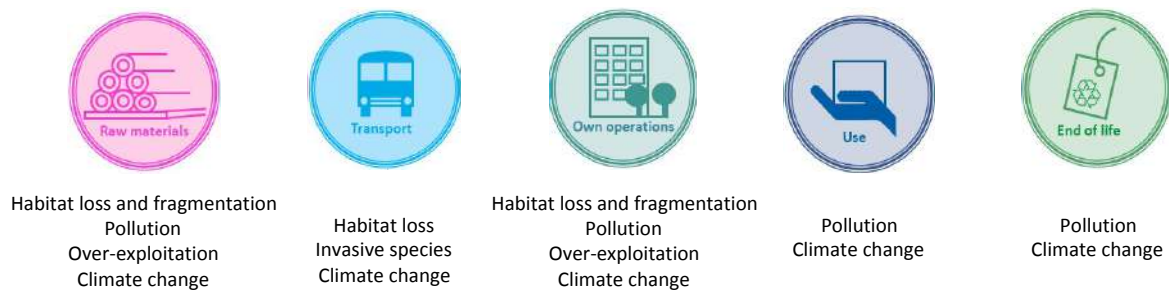 Raw materials
Transport
Own operations
Use
End of life
Habitat loss and fragmentation
Pollution
Over-exploitation
Climate change
Habitat loss
Invasive species
Climate change
Habitat loss and fragmentation
Pollution
Over-exploitation
Climate change
Pollution
Climate change
Pollution
Climate change